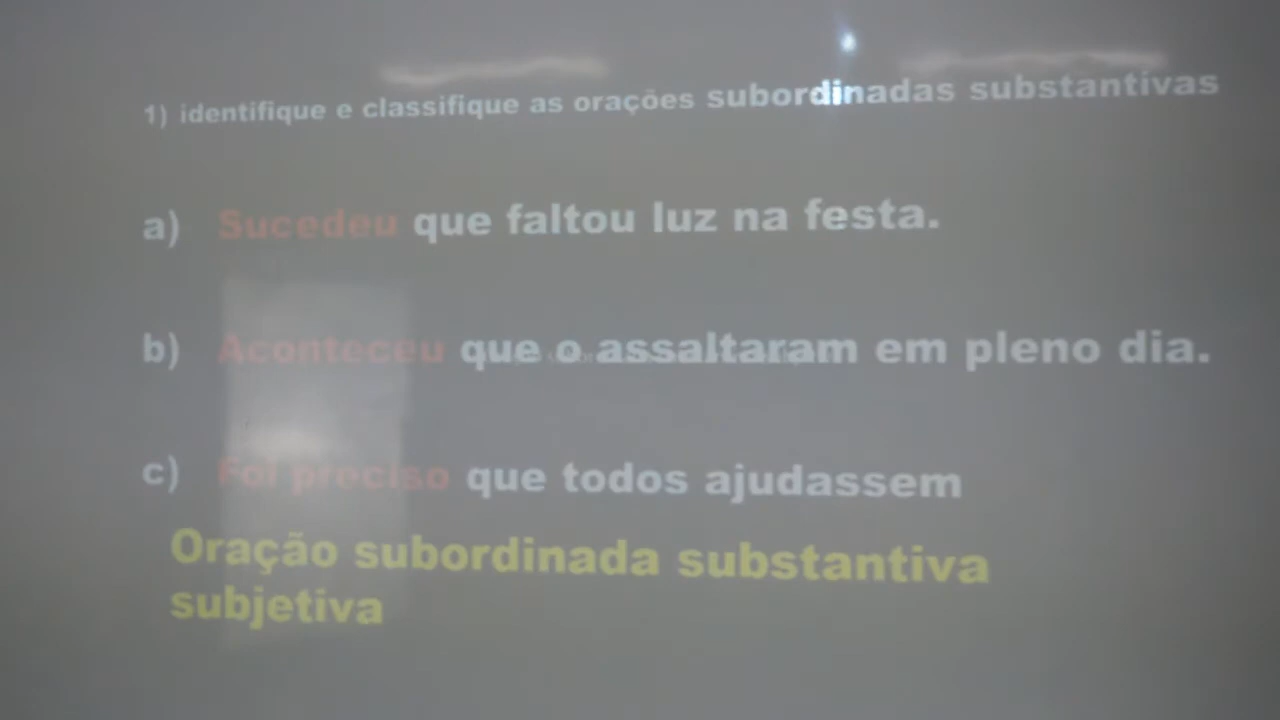 1) identifique e classifique as orações subordinadas substantivas
a) Sucedeu que faltou luz na festa.
b) Aconteceu que o assaltaram em pleno dia.
c) Foi preciso que todos ajudassem
Oração subordinada substantiva
subjetiva